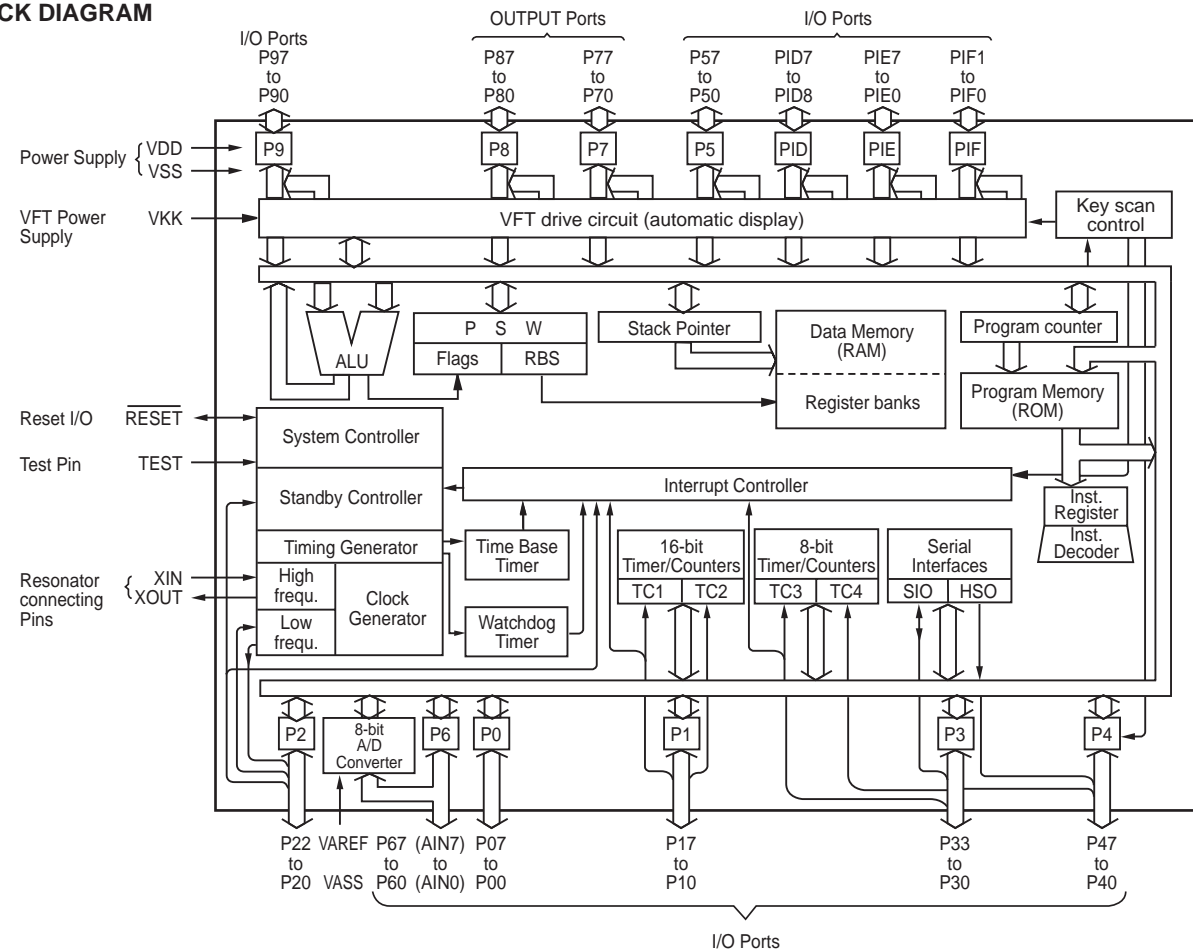 CK DIAGRAM
OUTPUT Ports
I/O Ports
I/O Ports
P97
to
P90
P87
to
P80
P77
to
P70
P57
to
P50
PID7
to
PID8
PIE7
to
PIE0
PIF1
to
PIF0
Power Supply { VDD
VSS
P9
P8
P7
P5
PID
PIE
PIF
VFT Power
Supply
VKK
VFT drive circuit (automatic display)
Key scan
control
ALU
P S W
Flags
RBS
Stack Pointer
Data Memory
(RAM)
Register banks
Program counter
Program Memory
(ROM)
Reset I/O
RESET
Test Pin
TEST
System Controller
Standby Controller
Interrupt Controller
Inst.
Register
Inst.
Decoder
Timing Generator
Time Base
Timer
16-bit
Timer/Counters
TC1
TC2
8-bit
Timer/Counters
TC3
TC4
Serial
Interfaces
SIO
HSO
Resonator
connecting
Pins
{ XIN
XOUT
High
frequ.
Low
frequ.
Clock
Generator
Watchdog
Timer
P2
8-bit
A/D
Converter
P6
P0
P1
P3
P4
P22
to
P20
VAREF
VASS
P67
to
P60
(AIN7)
to
(AIN0)
P07
to
P00
P17
to
P10
P33
to
P30
P47
to
P40
I/O Ports